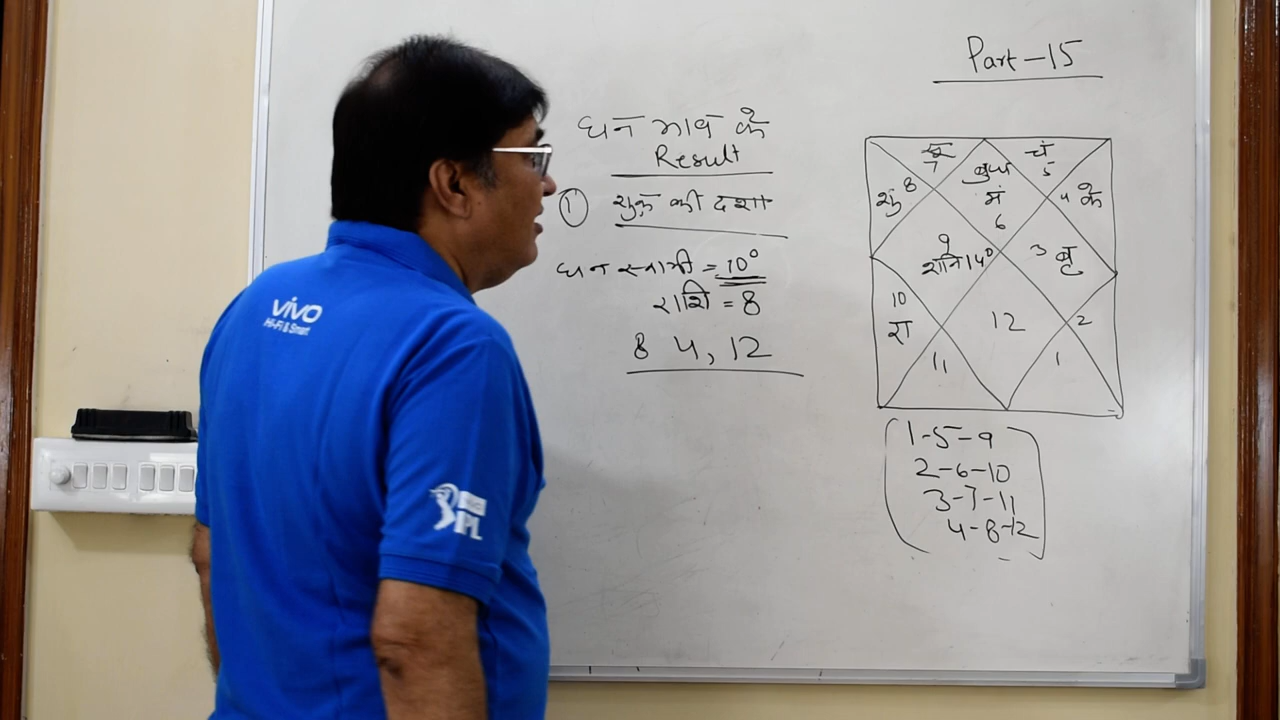 Part-15
धन भाव के
Result
① शुक्र की दशा
धन स्वामी = 10°
राशि = 8
8 4, 12
7
बुध
मं
6
चं
5
शु 8
4 के
9
शनि 14°
3 बृ
10
रा
12
2
11
1
1-5-9
2-6-10
3-7-11
4-8-12
vivo
Hi-Fi & Smart
IPL